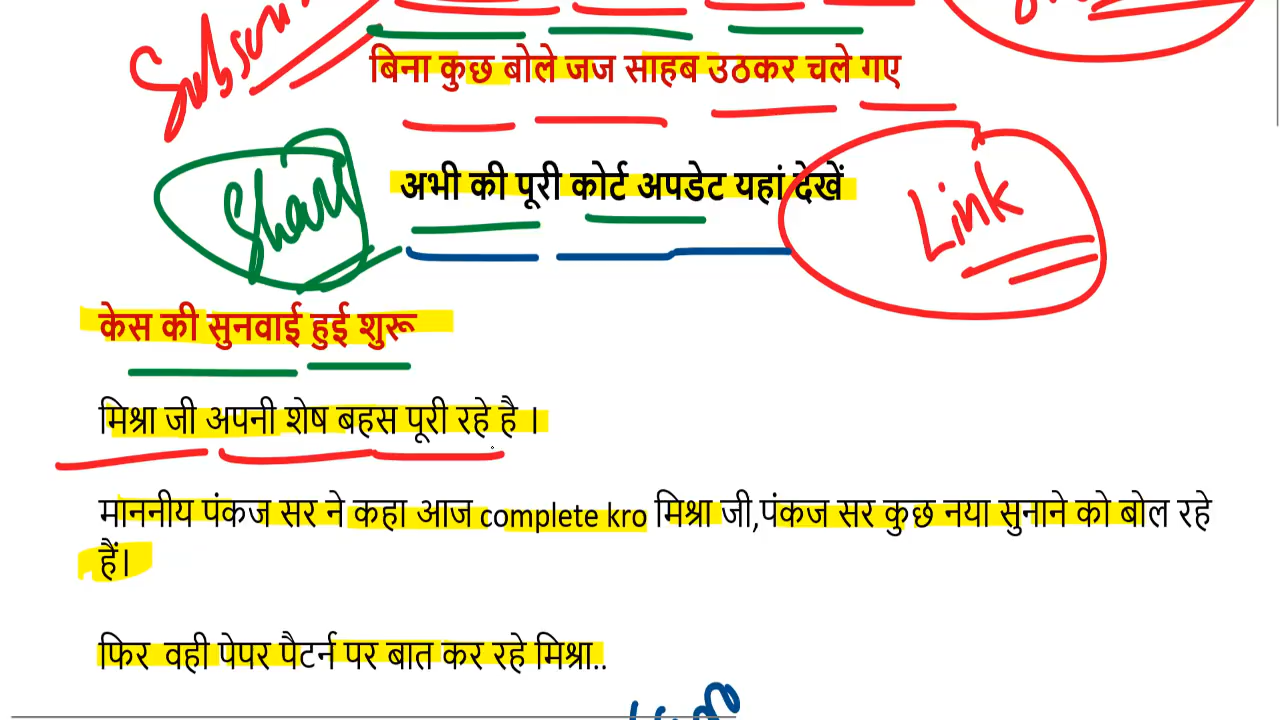 बिना कुछ बोले जज साहब उठकर चले गए
अभी की पूरी कोर्ट अपडेट यहां देखें
Share
Link
केस की सुनवाई हुई शुरू
मिश्रा जी अपनी शेष बहस पूरी रहे है ।
माननीय पंकज सर ने कहा आज complete kro मिश्रा जी,पंकज सर कुछ नया सुनाने को बोल रहे
हैं।
फिर वही पेपर पैटर्न पर बात कर रहे मिश्रा..